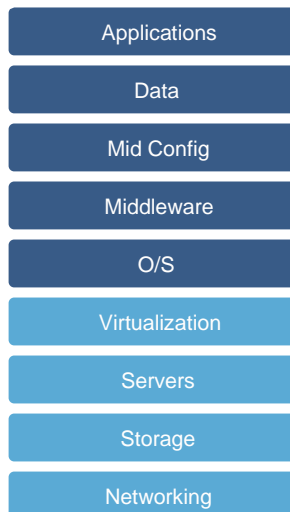 Applications
Data
Mid Config
Middleware
O/S
Virtualization
Servers
Storage
Networking